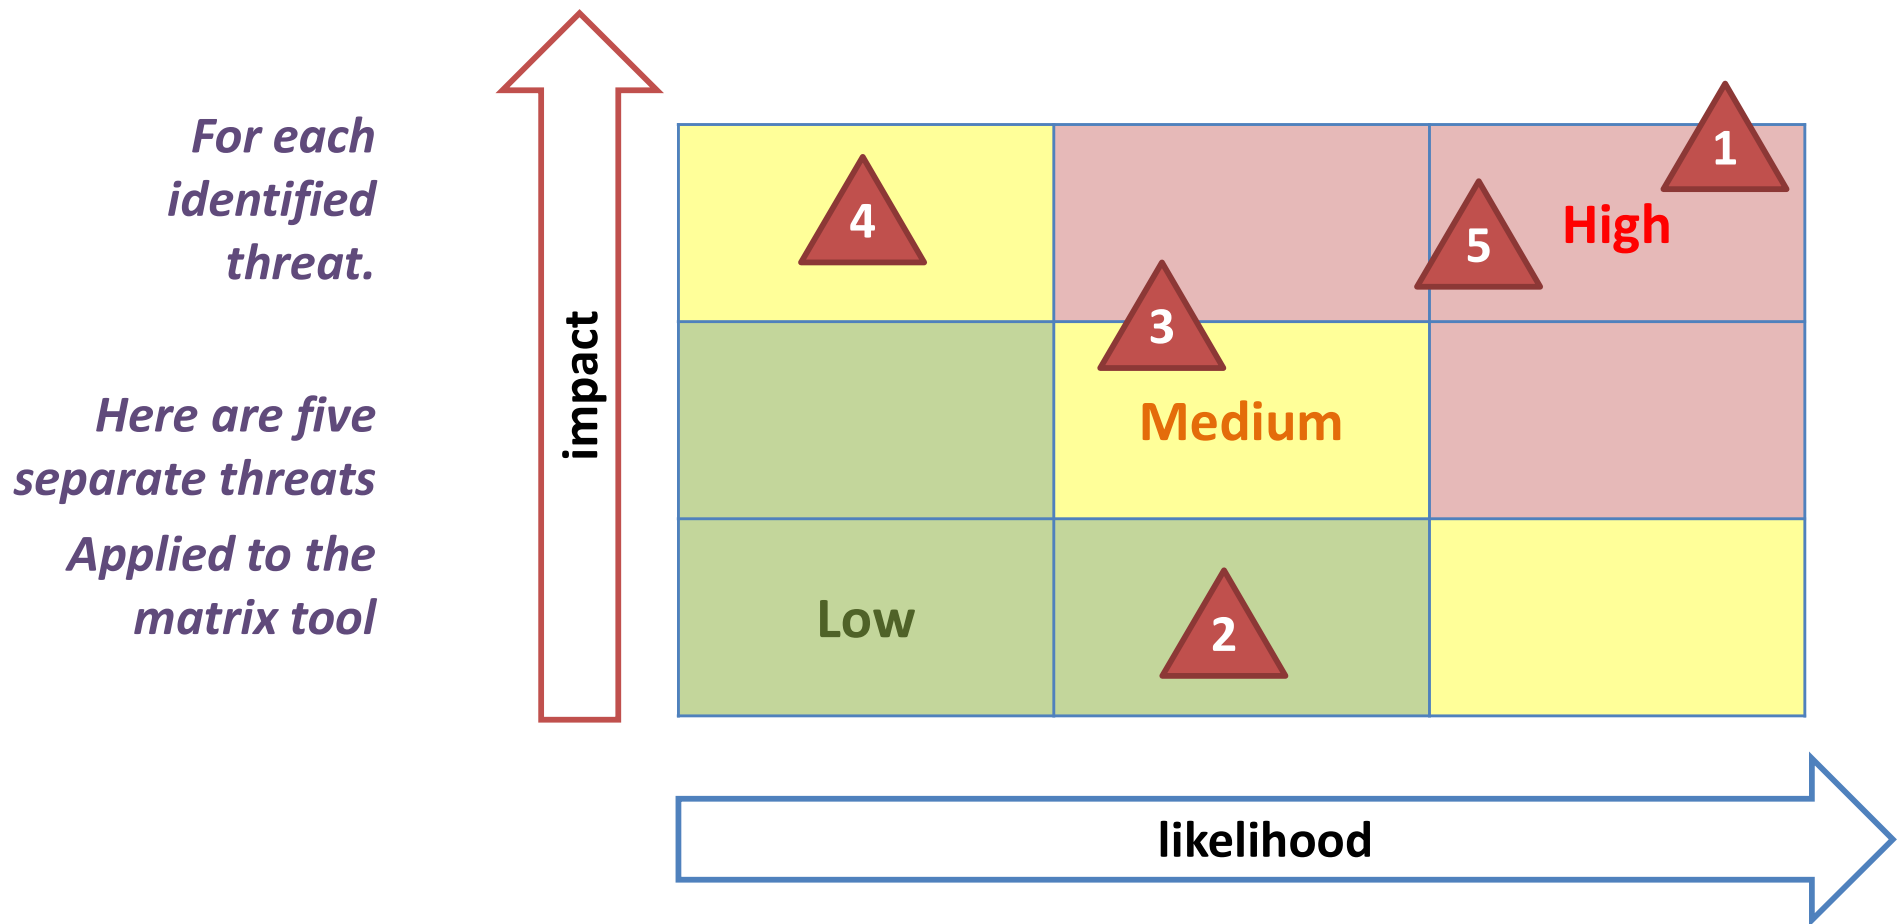 For each
identified
threat.
Here are five
separate threats
Applied to the
matrix tool
impact
1
4
High
5
3
Medium
Low
2
likelihood